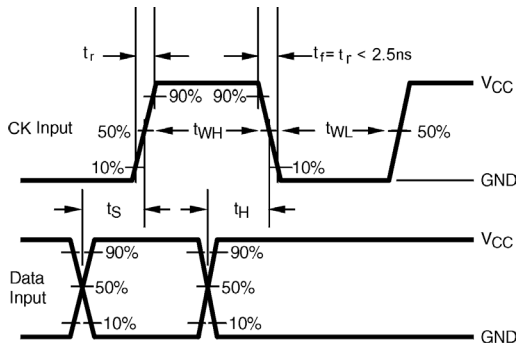 tr
tf = tr < 2.5ns
VCC
90% 90%
CK Input
50%
tWH
tWL
50%
10%
10%
GND
tS
tH
VCC
90%
90%
Data
Input
50%
50%
10%
10%
GND